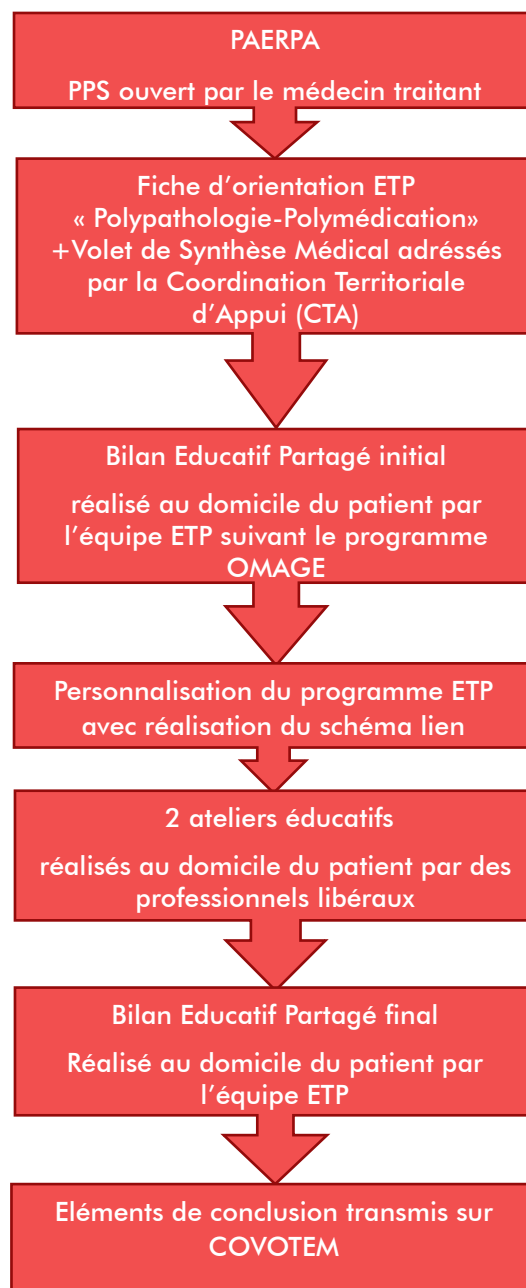 PAERPA
PPS ouvert par le médecin traitant
Fiche d'orientation ETP
« Polypathologie-Polymédication»
+Volet de Synthèse Médical adréssés
par la Coordination Territoriale
d'Appui (CTA)
Bilan Educatif Partagé initial
réalisé au domicile du patient par
l'équipe ETP suivant le programme
OMAGE
Personnalisation du programme ETP
avec réalisation du schéma lien
2 ateliers éducatifs
réalisés au domicile du patient par des
professionnels libéraux
Bilan Educatif Partagé final
Réalisé au domicile du patient par
l'équipe ETP
Eléments de conclusion transmis sur
COVOTEM